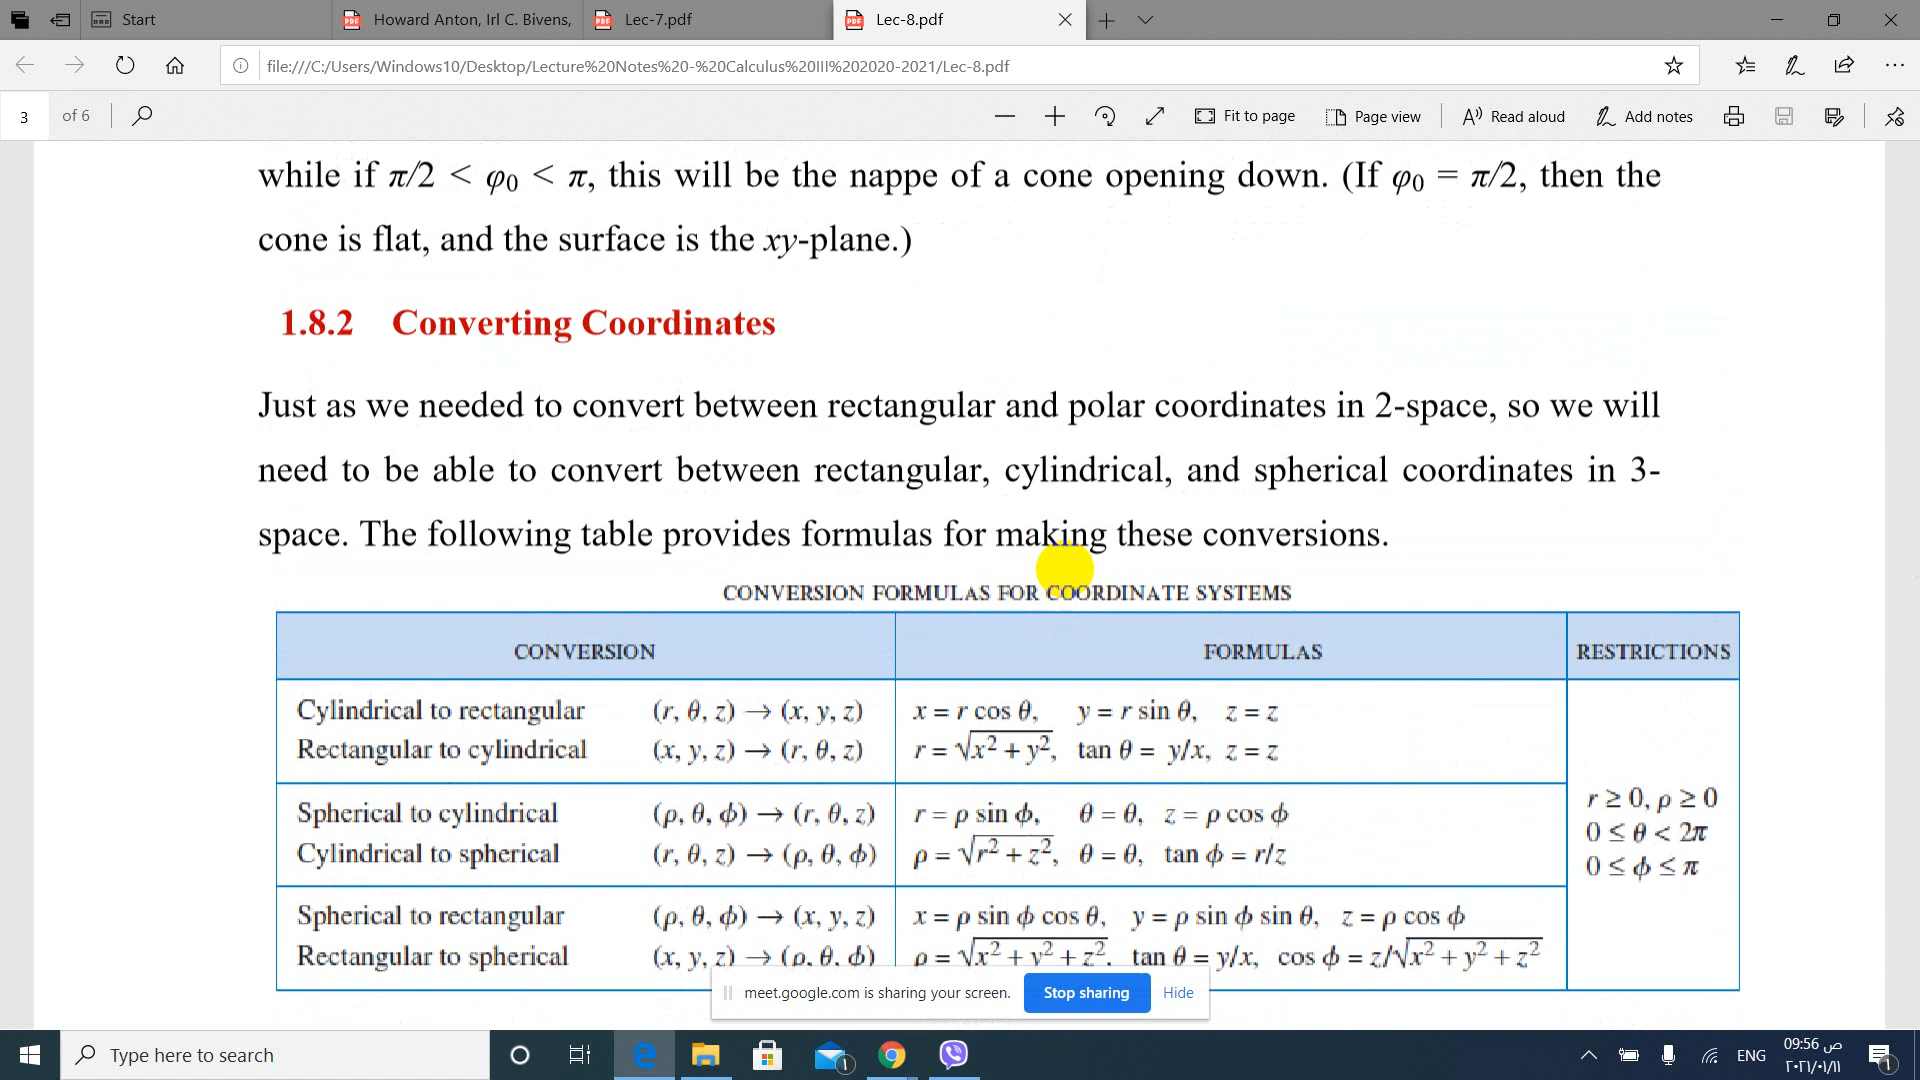 Start
Howard Anton, Irl C. Bivens,
Lec-7.pdf
Lec-8.pdf
file:///C:/Users/Windows10/Desktop/Lecture%20Notes%20-%20Calculus%20III%202020-2021/Lec-8.pdf
3 of 6
Fit to page
Page view
Read aloud
Add notes
while if π/2 < φ0 < π, this will be the nappe of a cone opening down. (If φ0 = π/2, then the
cone is flat, and the surface is the xy-plane.)
1.8.2 Converting Coordinates
Just as we needed to convert between rectangular and polar coordinates in 2-space, so we will
need to be able to convert between rectangular, cylindrical, and spherical coordinates in 3-
space. The following table provides formulas for making these conversions.
CONVERSION FORMULAS FOR COORDINATE SYSTEMS
CONVERSION FORMULAS RESTRICTIONS
Cylindrical to rectangular (r, θ, z) → (x, y, z) x = r cos θ, y = r sin θ, z = z
Rectangular to cylindrical (x, y, z) → (r, θ, z) r = √x² + y², tan θ = y/x, z = z
Spherical to cylindrical (ρ, θ, ϕ) → (r, θ, z) r = ρ sin ϕ, θ = θ, z = ρ cos ϕ
Cylindrical to spherical (r, θ, z) → (ρ, θ, ϕ) ρ = √r² + z², θ = θ, tan ϕ = r/z
Spherical to rectangular (ρ, θ, ϕ) → (x, y, z) x = ρ sin ϕ cos θ, y = ρ sin ϕ sin θ, z = ρ cos ϕ
Rectangular to spherical (x, y, z) → (ρ, θ, ϕ) ρ = √x² + y² + z², tan θ = y/x, cos ϕ = z/√x² + y² + z²
r ≥ 0, ρ ≥ 0
0 ≤ θ < 2π
0 ≤ ϕ ≤ π
meet.google.com is sharing your screen.
Stop sharing
Hide
Type here to search
1
ENG
09:56 ص
٢٠٢١/٠١/١١
1